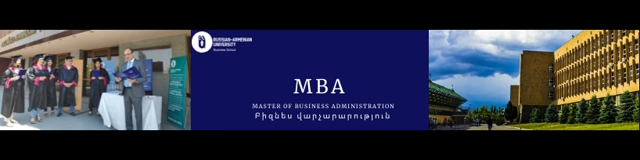 RUSSIAN-ARMENIAN
UNIVERSITY
Business School
MBA
MASTER OF BUSINESS ADMINISTRATION
Բիզնես վարչարարություն